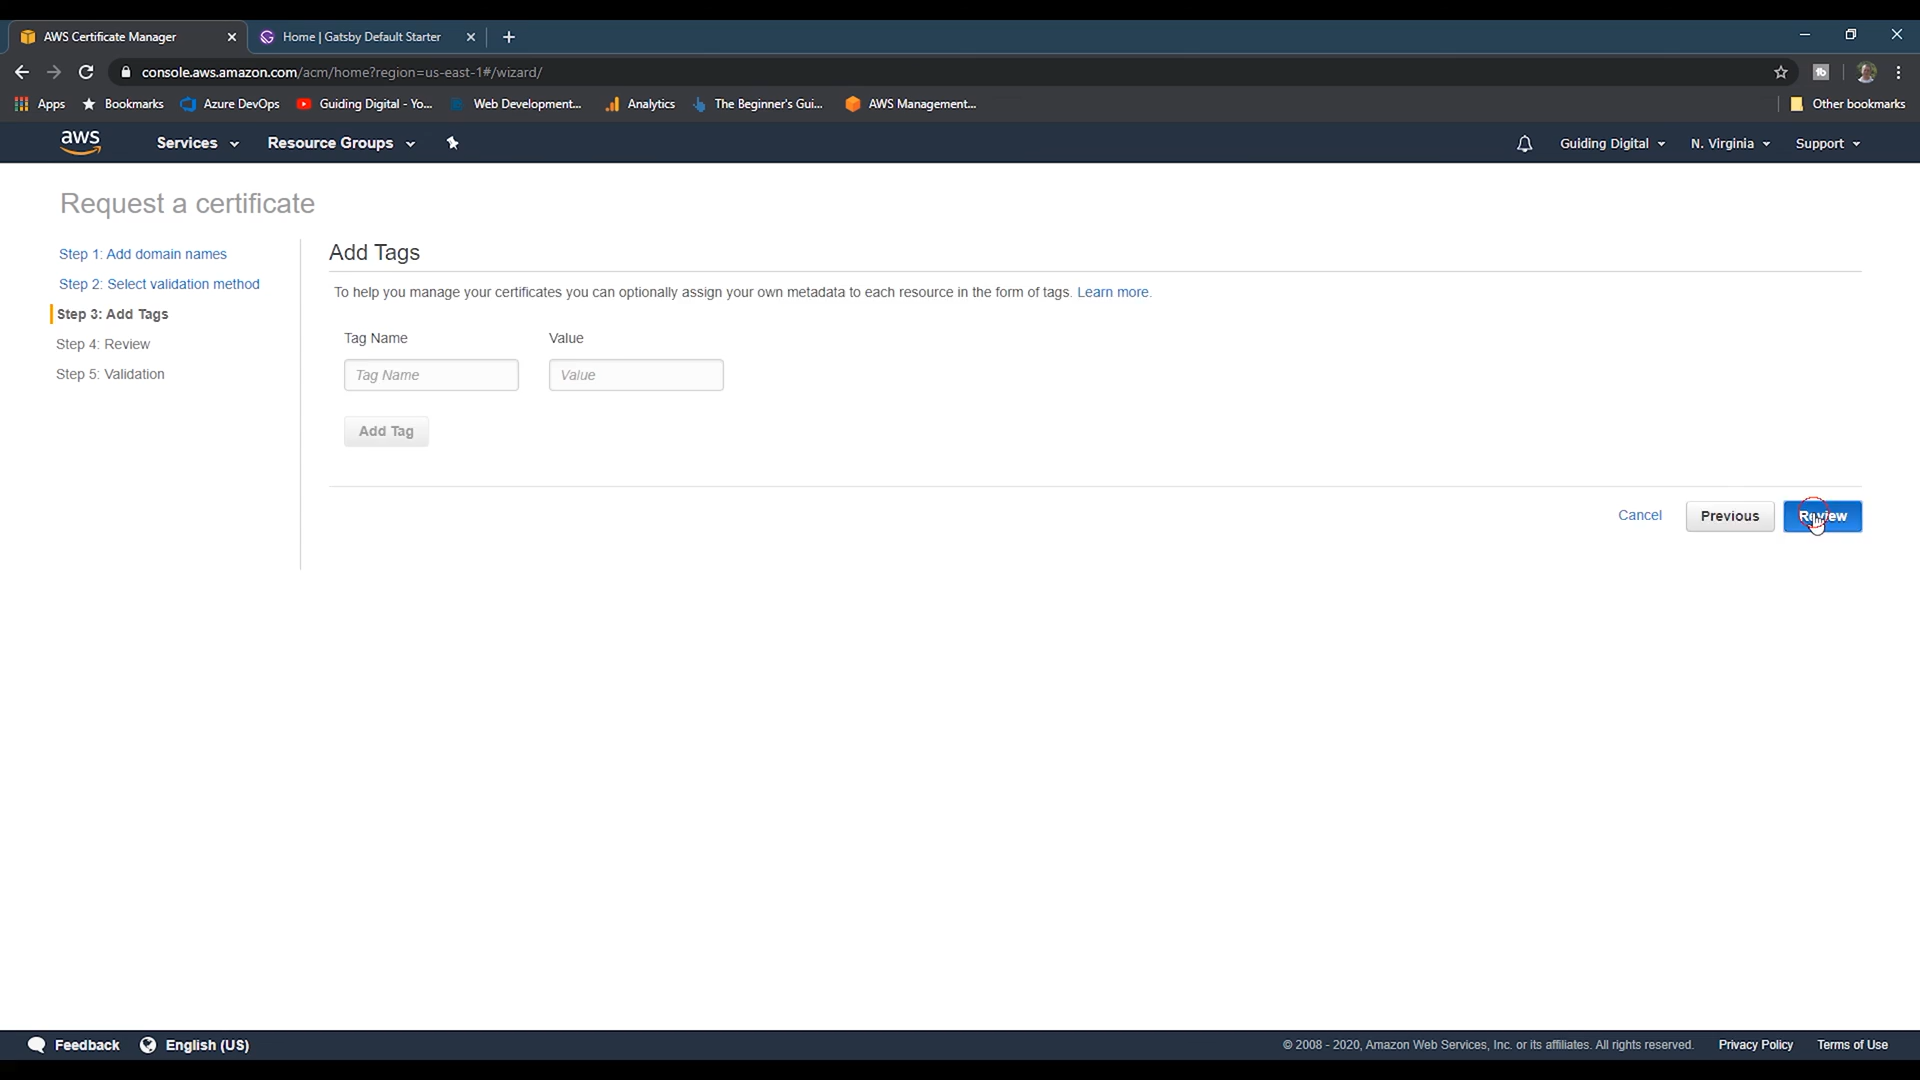 AWS Certificate Manager
Home | Gatsby Default Starter
console.aws.amazon.com/acm/home?region=us-east-1#/wizard/
Apps
Bookmarks
Azure DevOps
Guiding Digital - Yo...
Web Development...
Analytics
The Beginner's Gui...
AWS Management...
Other bookmarks
aws
Services
Resource Groups
Guiding Digital
N. Virginia
Support
Request a certificate
Step 1: Add domain names
Step 2: Select validation method
Step 3: Add Tags
Step 4: Review
Step 5: Validation
Add Tags
To help you manage your certificates you can optionally assign your own metadata to each resource in the form of tags. Learn more.
Tag Name
Value
Tag Name
Value
Add Tag
Cancel
Previous
Review
Feedback
English (US)
© 2008 - 2020, Amazon Web Services, Inc. or its affiliates. All rights reserved.
Privacy Policy
Terms of Use